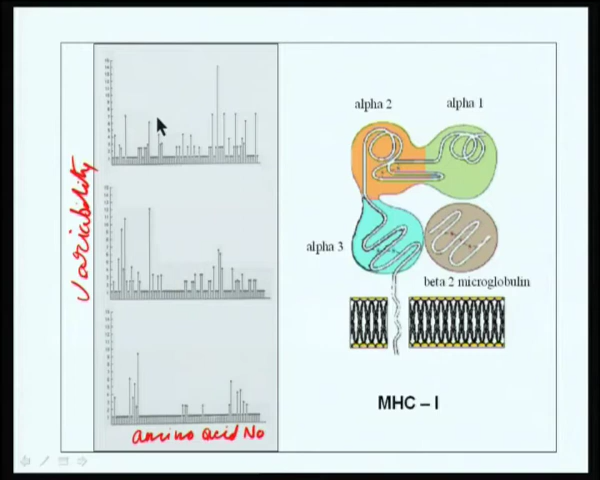 variability
amino acid No
alpha 2
alpha 1
alpha 3
beta 2 microglobulin
MHC – I